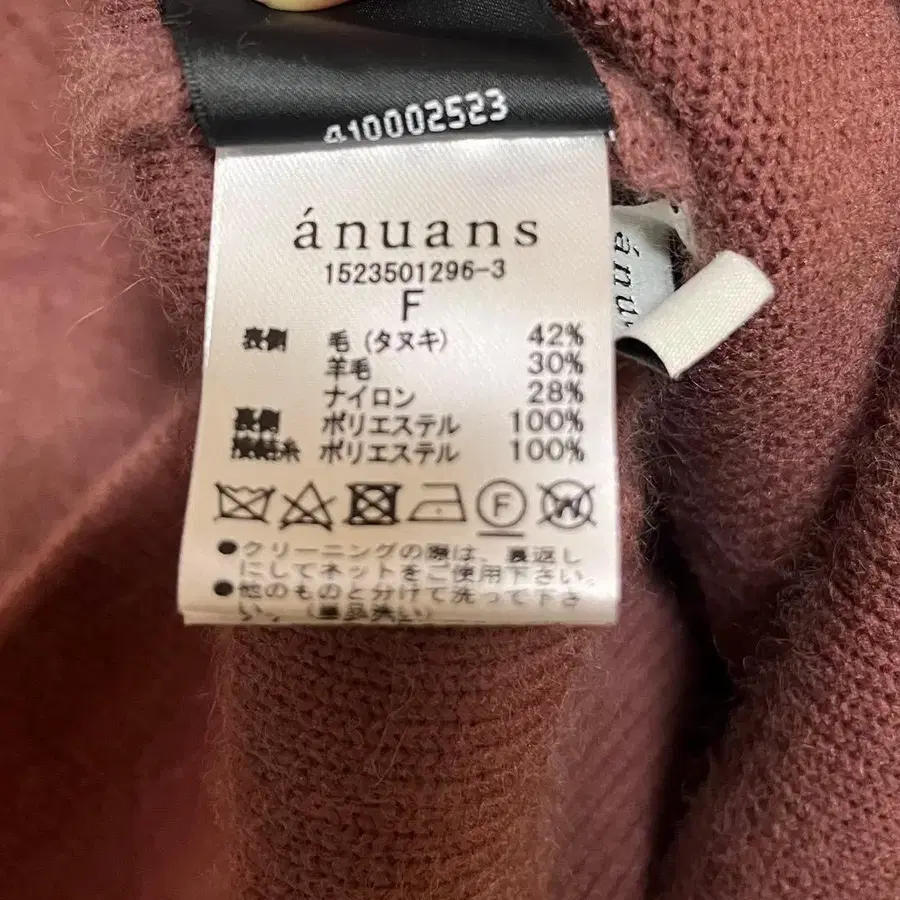 410002523
ánuans
1523501296-3
F
表側 毛(タヌキ) 42%
羊毛 30%
ナイロン 28%
裏側 ポリエステル 100%
接結糸 ポリエステル 100%
F W
●クリーニングの際は、裏返し
にしてネットをご使用下さい。
●他のものと分けて洗って下さ
い。(単品洗い)
ánu